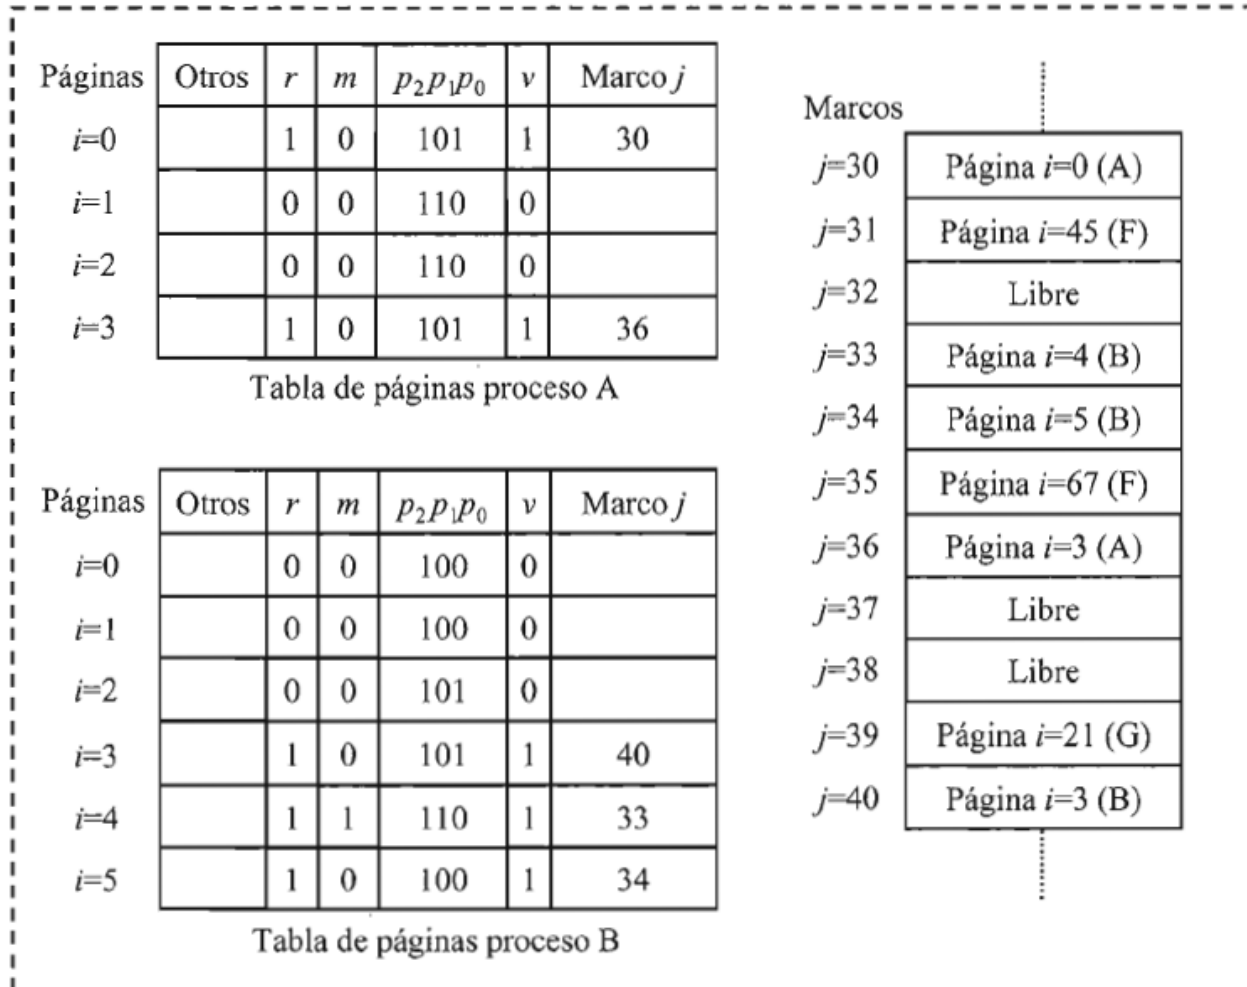 Páginas Otros r m p₂p₁p₀ v Marco j
i=0 1 0 101 1 30
i=1 0 0 110 0
i=2 0 0 110 0
i=3 1 0 101 1 36
Tabla de páginas proceso A
Páginas Otros r m p₂p₁p₀ v Marco j
i=0 0 0 100 0
i=1 0 0 100 0
i=2 0 0 101 0
i=3 1 0 101 1 40
i=4 1 1 110 1 33
i=5 1 0 100 1 34
Tabla de páginas proceso B
Marcos
j=30 Página i=0 (A)
j=31 Página i=45 (F)
j=32 Libre
j=33 Página i=4 (B)
j=34 Página i=5 (B)
j=35 Página i=67 (F)
j=36 Página i=3 (A)
j=37 Libre
j=38 Libre
j=39 Página i=21 (G)
j=40 Página i=3 (B)